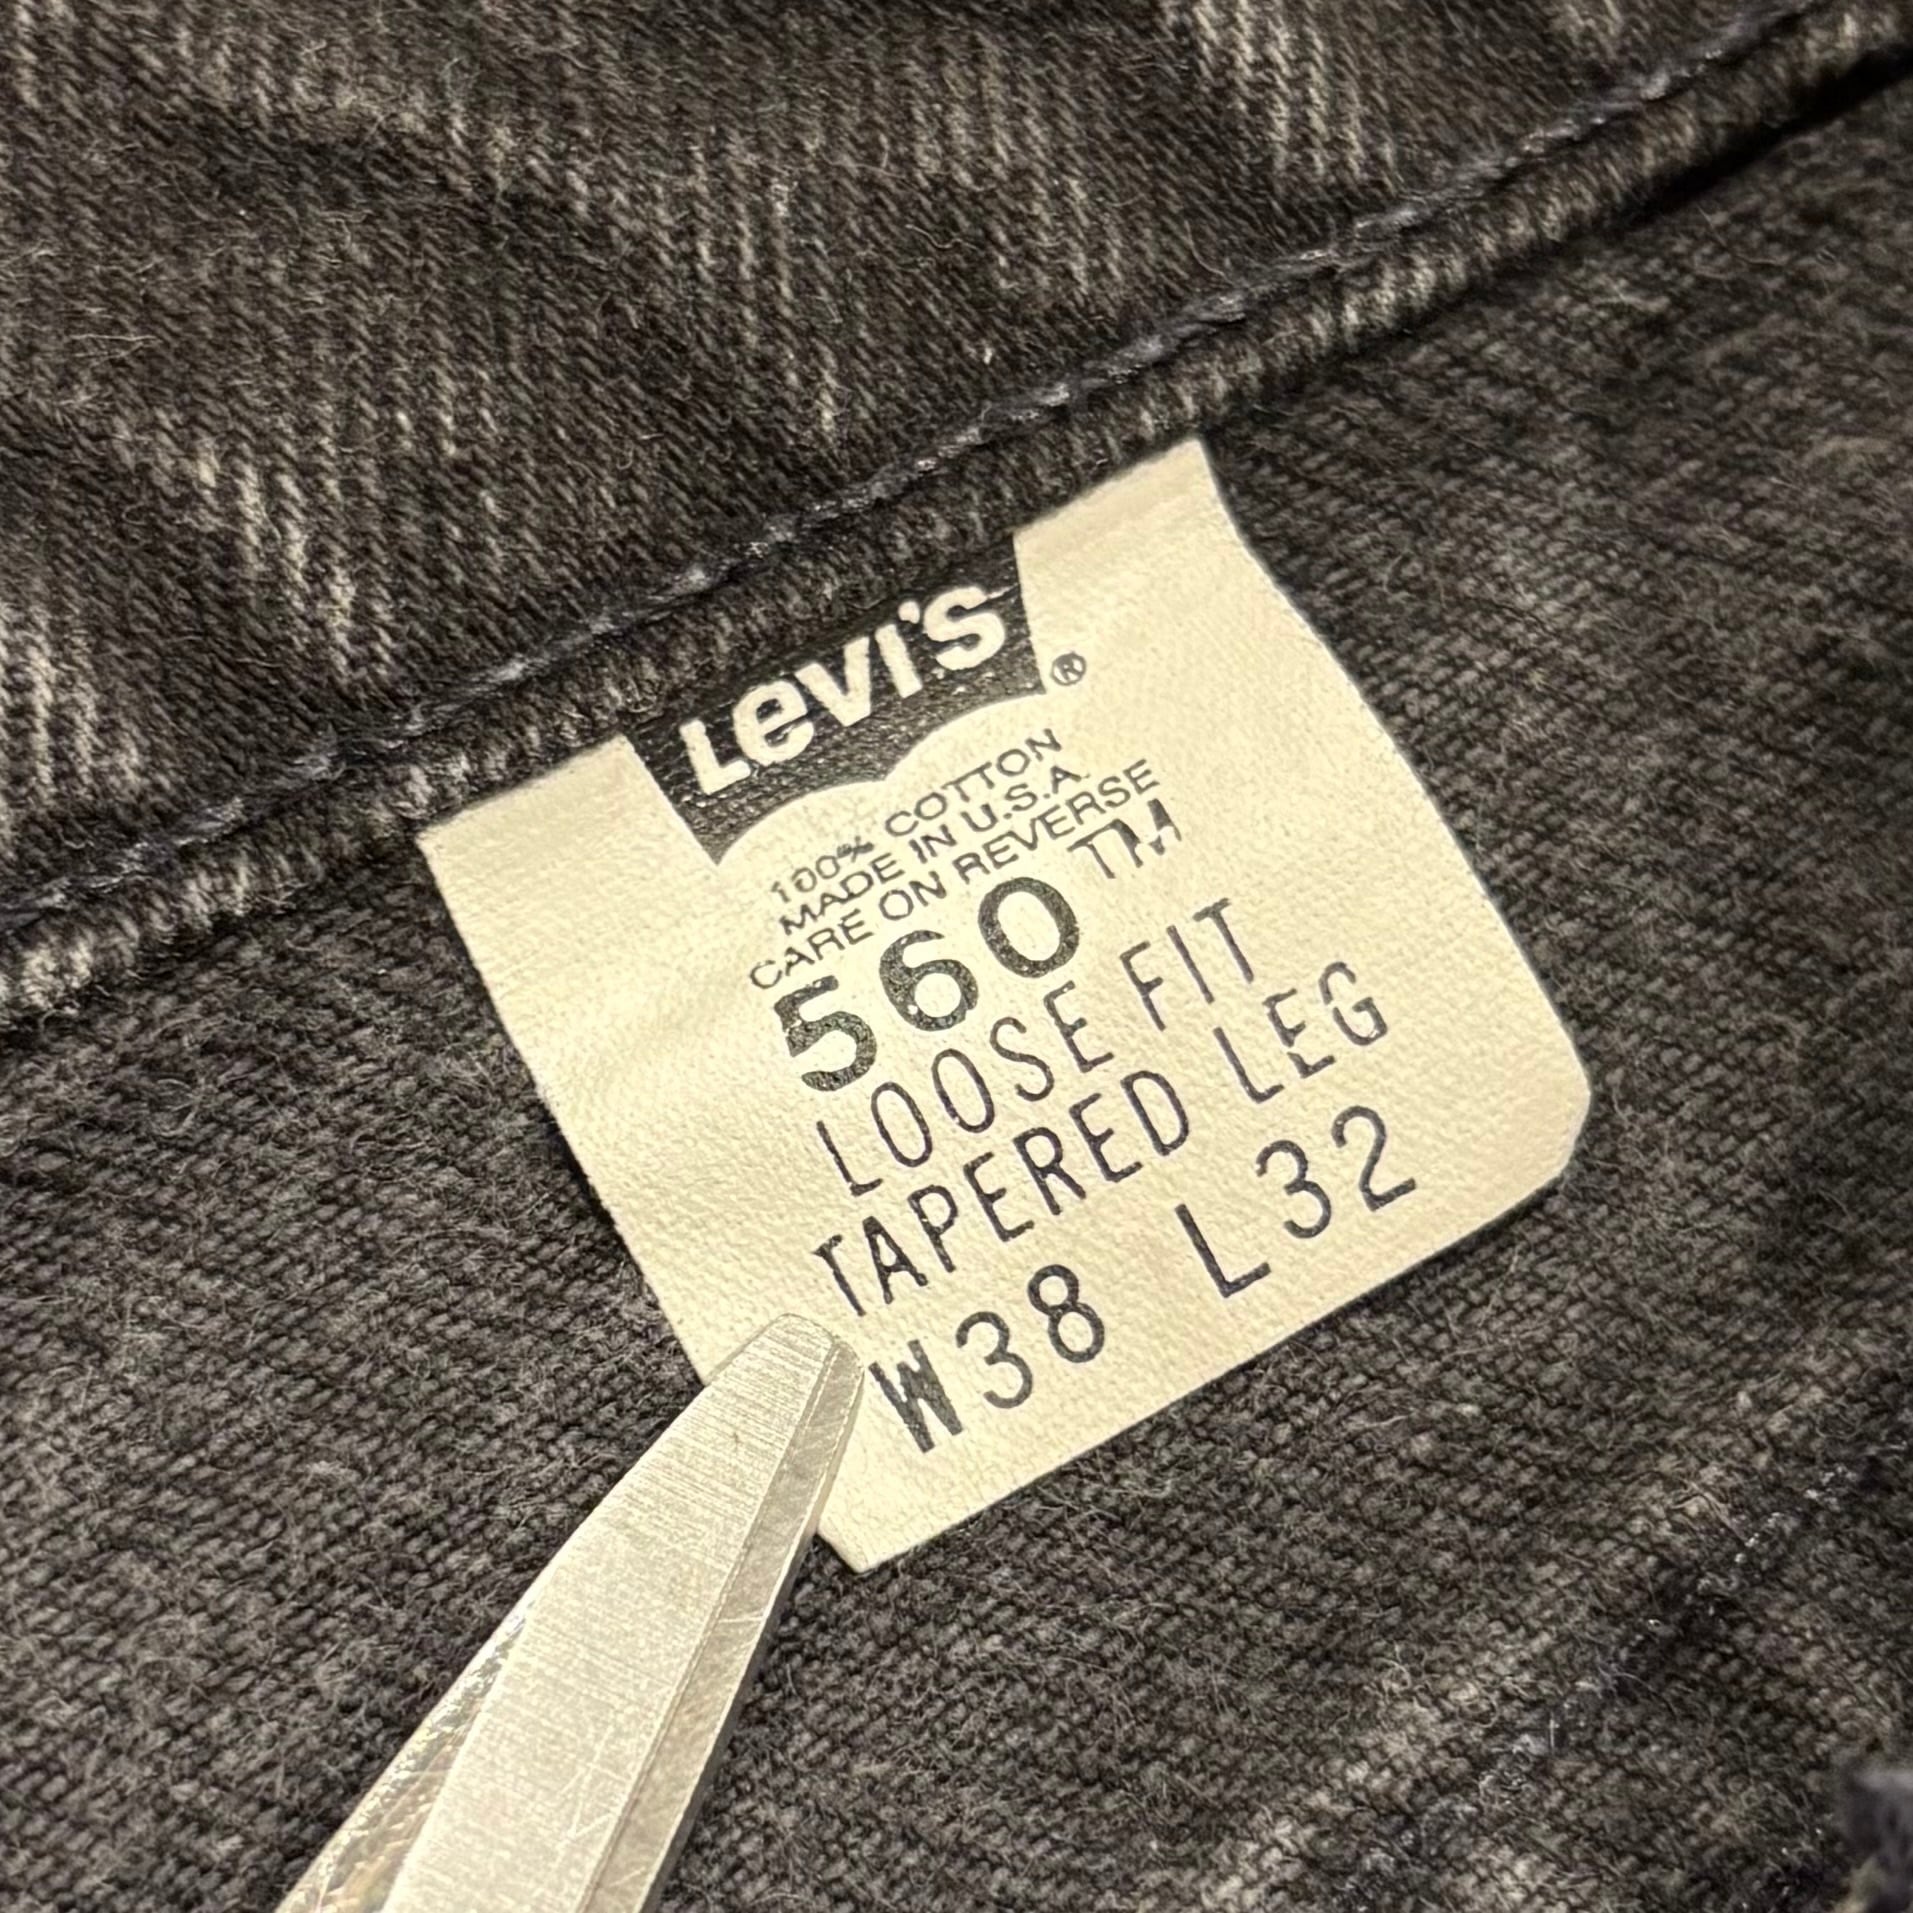 Levi's ®
100% COTTON
MADE IN U.S.A.
CARE ON REVERSE
560 TM
LOOSE FIT
TAPERED LEG
W38 L32